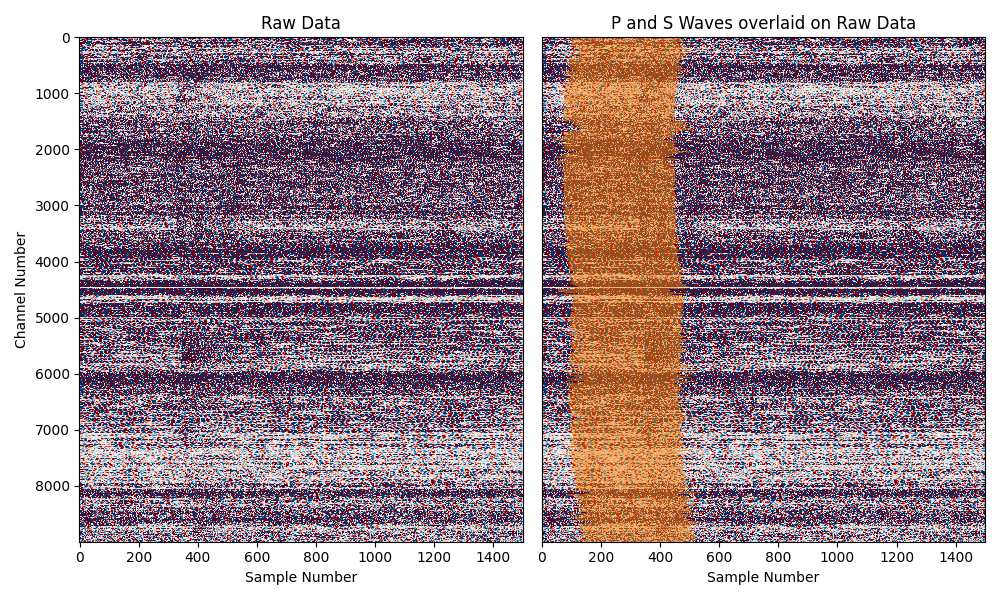 Raw Data
P and S Waves overlaid on Raw Data
Channel Number
0
1000
2000
3000
4000
5000
6000
7000
8000
0 200 400 600 800 1000 1200 1400
0 200 400 600 800 1000 1200 1400
Sample Number
Sample Number